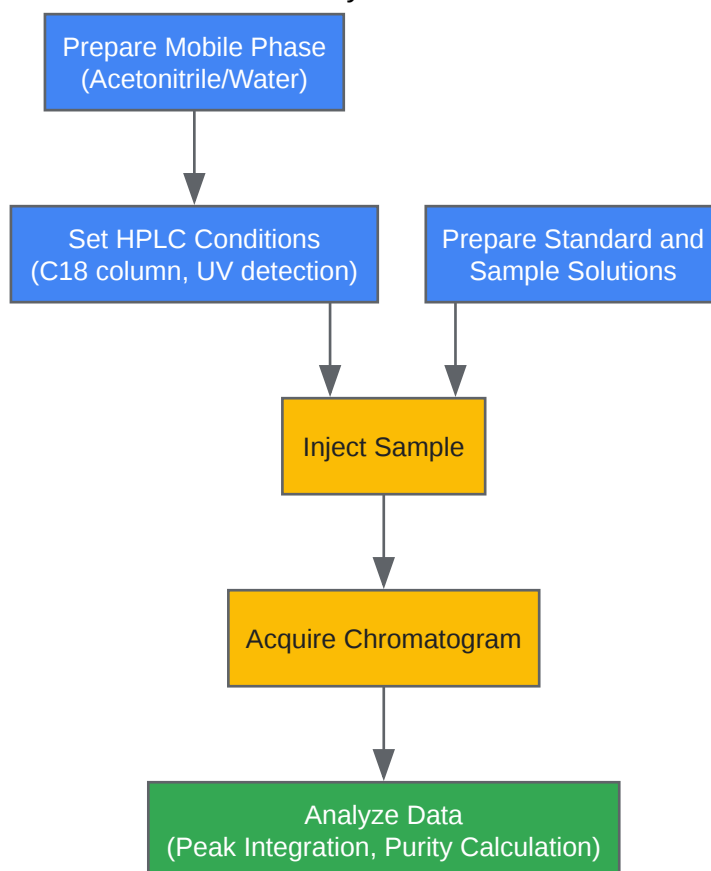 Prepare Mobile Phase
(Acetonitrile/Water)
Set HPLC Conditions
(C18 column, UV detection)
Prepare Standard and
Sample Solutions
Inject Sample
Acquire Chromatogram
Analyze Data
(Peak Integration, Purity Calculation)